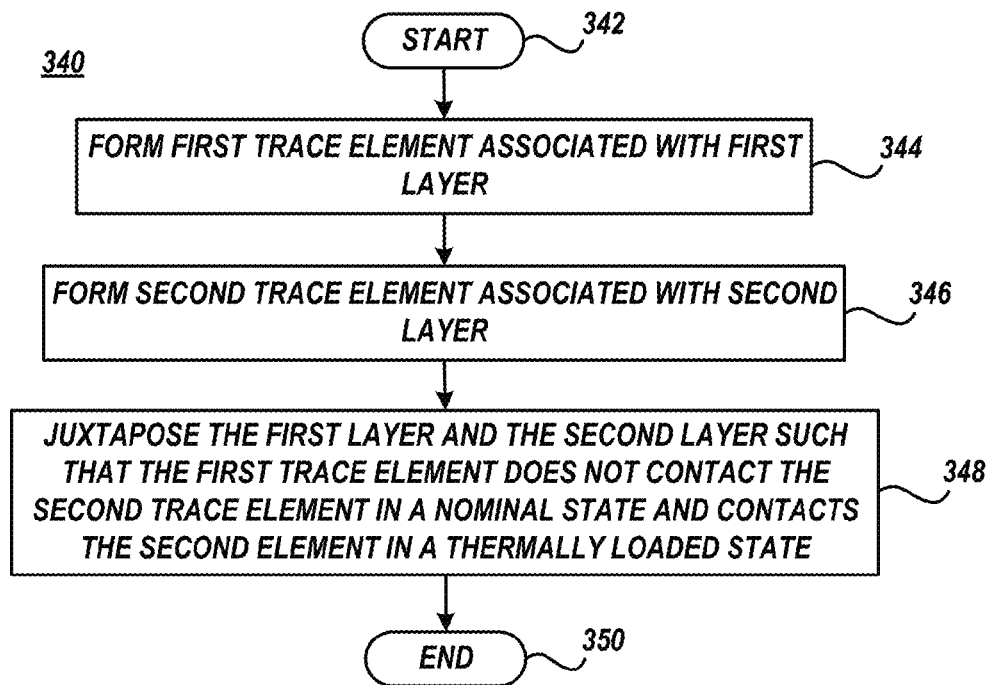 340
START
342
FORM FIRST TRACE ELEMENT ASSOCIATED WITH FIRST
LAYER
344
FORM SECOND TRACE ELEMENT ASSOCIATED WITH SECOND
LAYER
346
JUXTAPOSE THE FIRST LAYER AND THE SECOND LAYER SUCH
THAT THE FIRST TRACE ELEMENT DOES NOT CONTACT THE
SECOND TRACE ELEMENT IN A NOMINAL STATE AND CONTACTS
THE SECOND ELEMENT IN A THERMALLY LOADED STATE
348
END
350